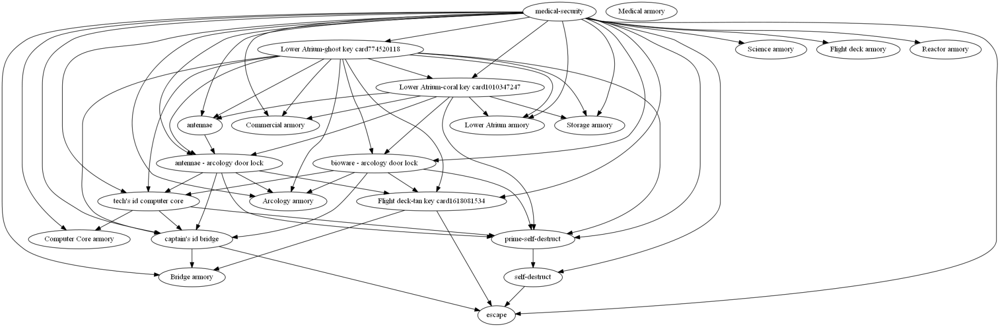 medical-security
Medical armory
Lower Atrium-ghost key card774520118
Science armory
Flight deck armory
Reactor armory
Lower Atrium-coral key card1010347247
antennae
Commercial armory
Lower Atrium armory
Storage armory
antennae - arcology door lock
bioware - arcology door lock
tech's id computer core
Arcology armory
Flight deck-tan key card1618081534
Computer Core armory
captain's id bridge
prime-self-destruct
Bridge armory
self-destruct
escape